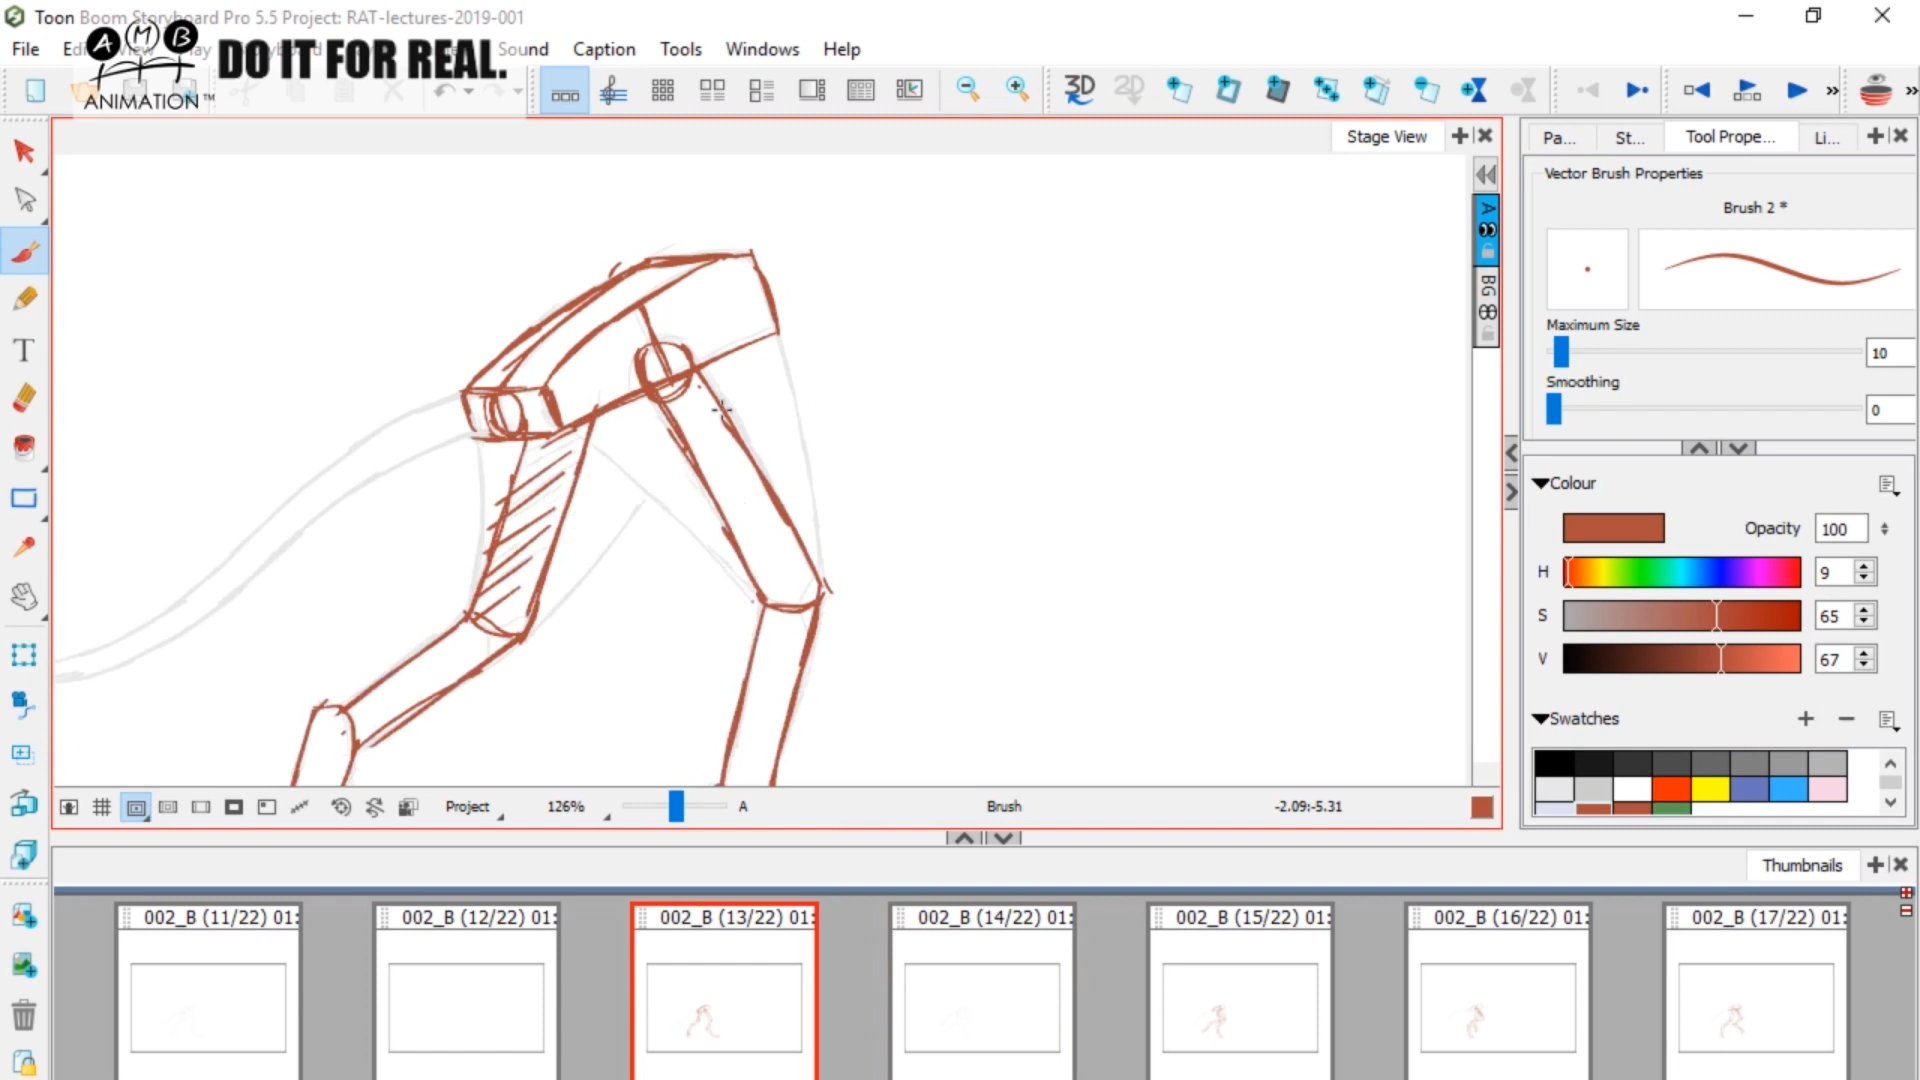 Toon Boom Storyboard Pro 5.5 Project: RAT-lectures-2019-001
File Sound Caption Tools Windows Help
AMB
ANIMATION™
DO IT FOR REAL.
3D 2D
Stage View
Pa... St... Tool Prope... Li...
Vector Brush Properties
Brush 2 *
Maximum Size
10
Smoothing
0
A
BG
T
Colour
Opacity 100
H 9
S 65
V 67
Swatches
Project 126% A Brush -2.09:-5.31
Thumbnails
002_B (11/22) 01: 002_B (12/22) 01: 002_B (13/22) 01: 002_B (14/22) 01: 002_B (15/22) 01: 002_B (16/22) 01: 002_B (17/22) 01: